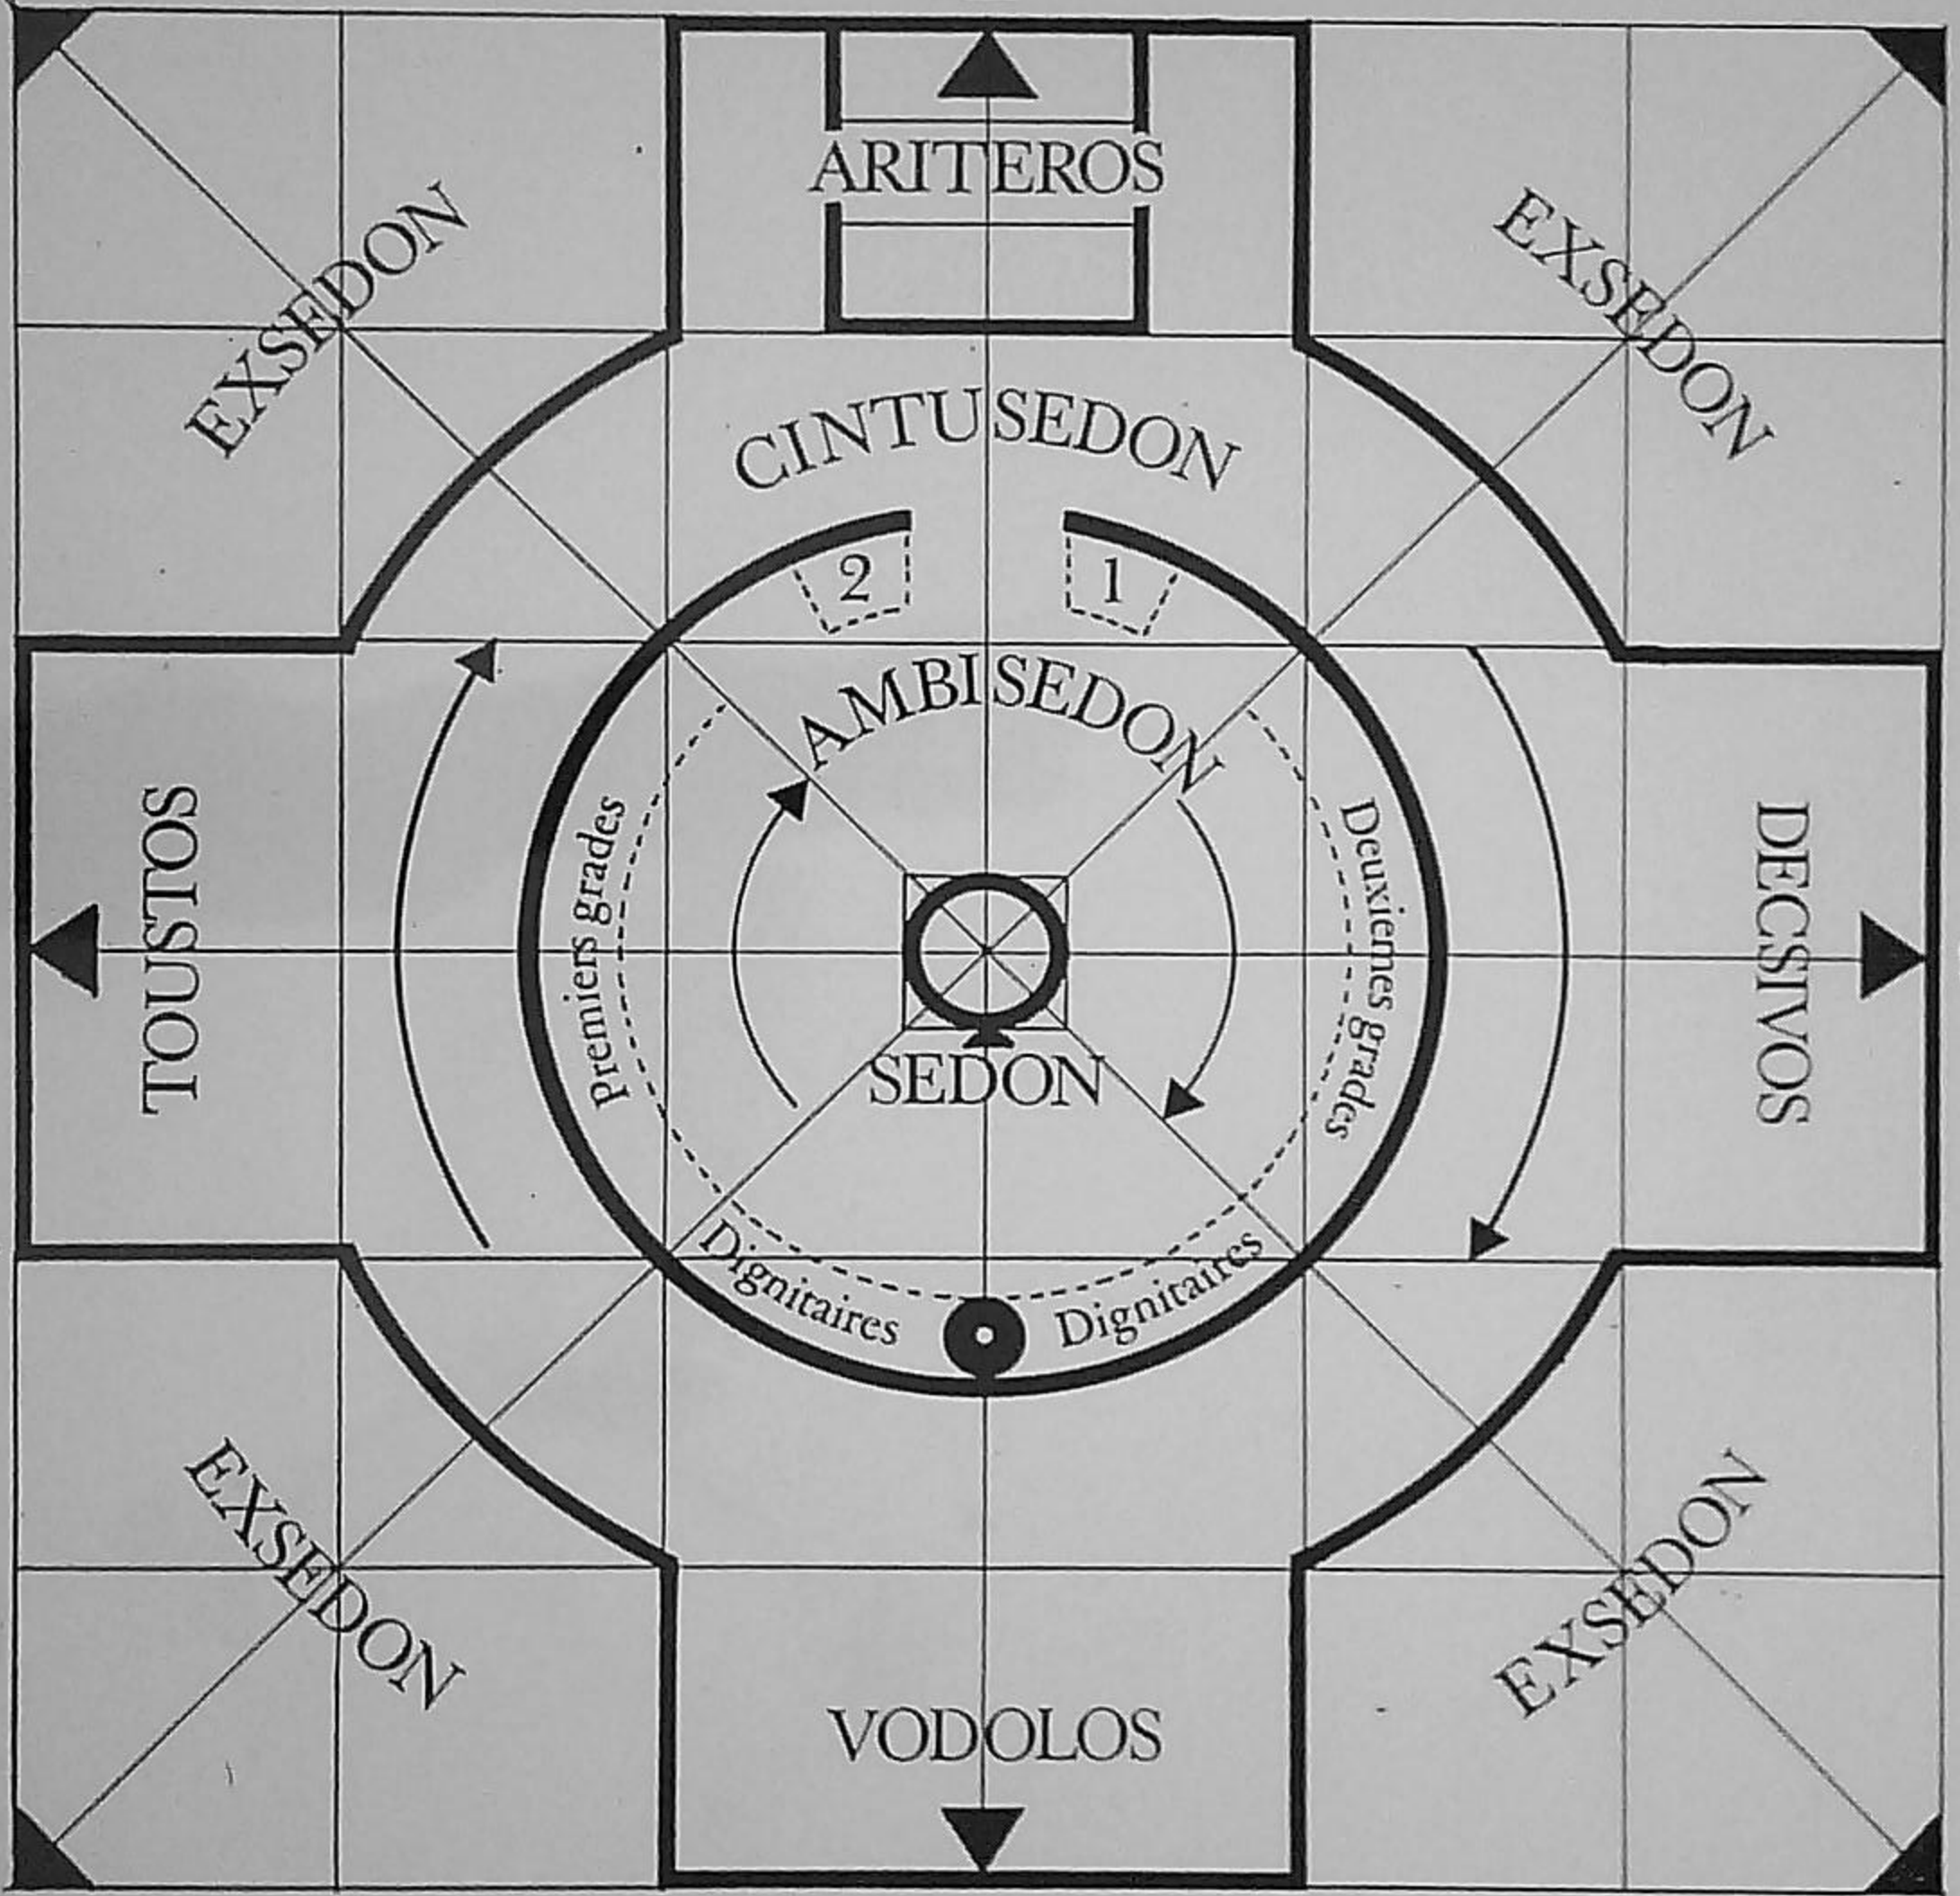 ARITEROS
EXSEDON
EXSEDON
CINTUSEDON
2
1
AMBISEDON
TOUSTOS
Premiers grades
Deuxiemes grades
DECSIVOS
SEDON
Dignitaires
Dignitaires
EXSEDON
EXSEDON
VODOLOS